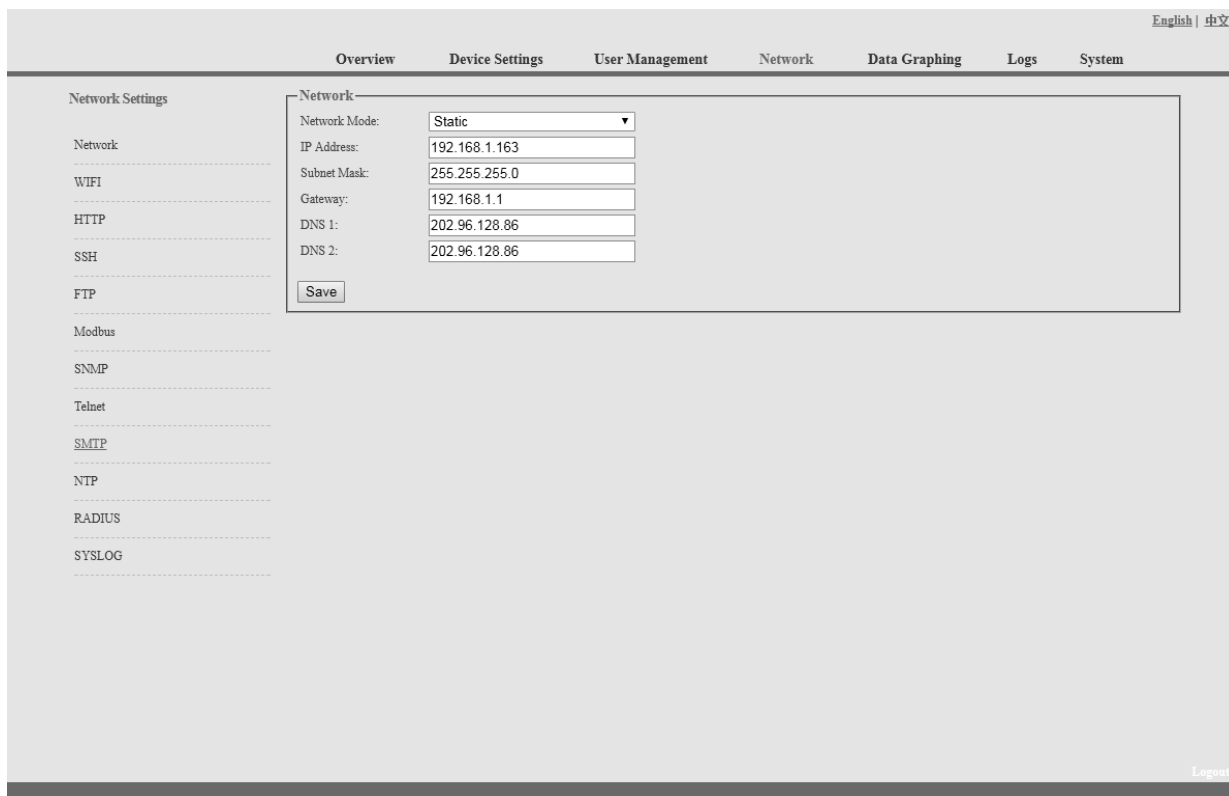 English | 中文
Overview Device Settings User Management Network Data Graphing Logs System
Network Settings
Network
WIFI
HTTP
SSH
FTP
Modbus
SNMP
Telnet
SMTP
NTP
RADIUS
SYSLOG
Network
Network Mode: Static
IP Address: 192.168.1.163
Subnet Mask: 255.255.255.0
Gateway: 192.168.1.1
DNS 1: 202.96.128.86
DNS 2: 202.96.128.86
Save
Logout